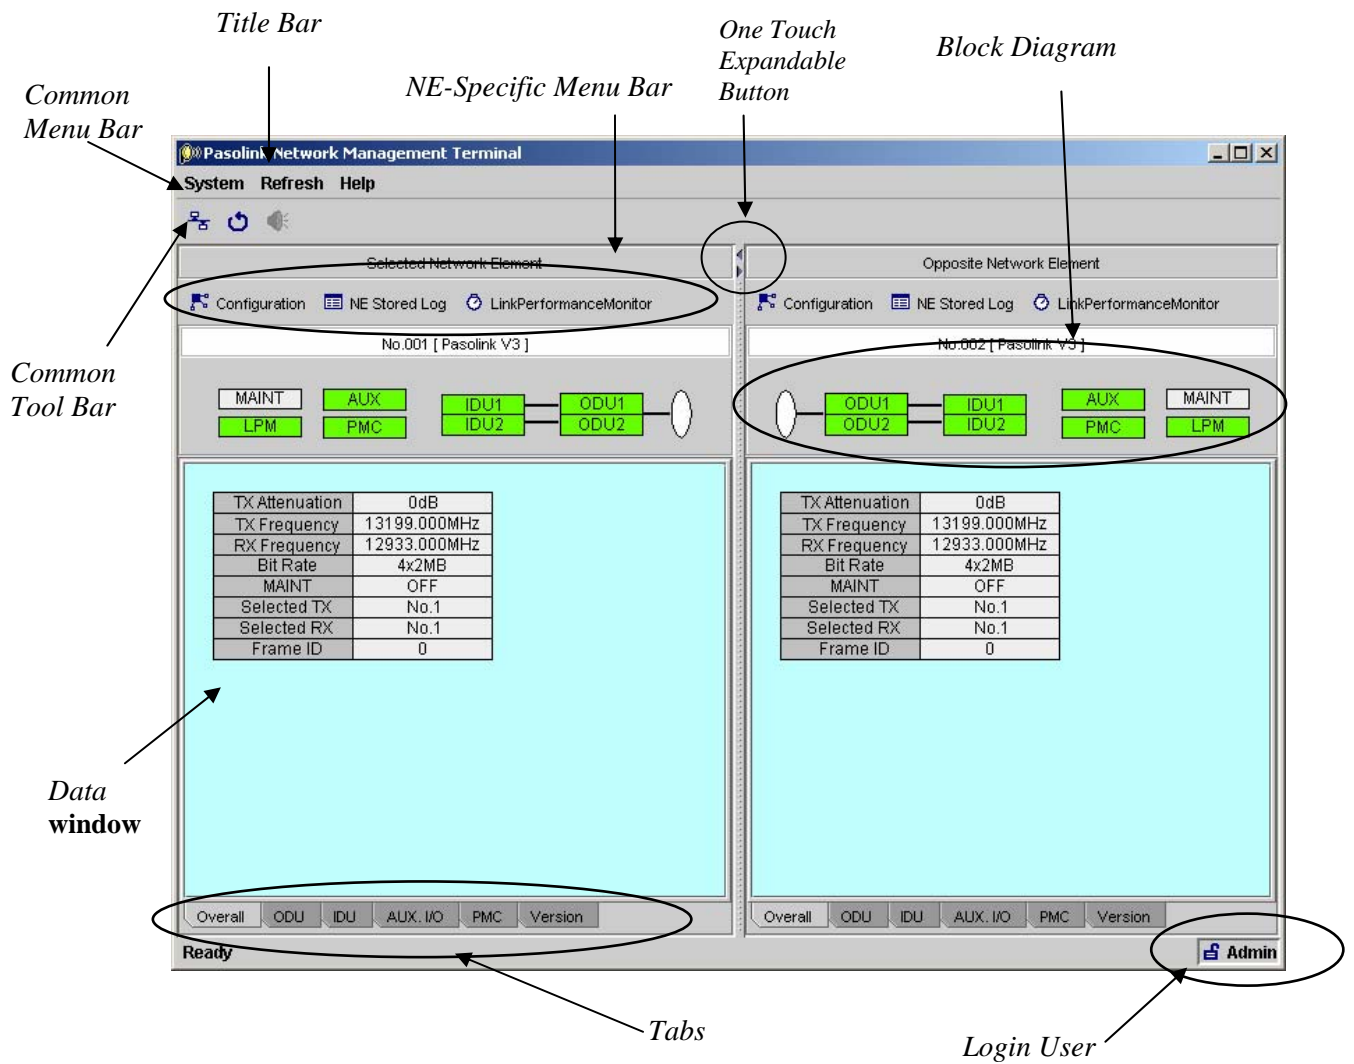 Title Bar
One Touch
Expandable
Button
Block Diagram
NE-Specific Menu Bar
Common
Menu Bar
Pasolink Network Management Terminal
System Refresh Help
Selected Network Element
Opposite Network Element
Configuration NE Stored Log LinkPerformanceMonitor
Configuration NE Stored Log LinkPerformanceMonitor
No.001 [ Pasolink V3 ]
No.002 [ Pasolink V3 ]
Common
Tool Bar
MAINT AUX IDU1 ODU1
LPM PMC IDU2 ODU2
ODU1 IDU1 AUX MAINT
ODU2 IDU2 PMC LPM
TX Attenuation 0dB
TX Frequency 13199.000MHz
RX Frequency 12933.000MHz
Bit Rate 4x2MB
MAINT OFF
Selected TX No.1
Selected RX No.1
Frame ID 0
TX Attenuation 0dB
TX Frequency 13199.000MHz
RX Frequency 12933.000MHz
Bit Rate 4x2MB
MAINT OFF
Selected TX No.1
Selected RX No.1
Frame ID 0
Data
window
Overall ODU IDU AUX. I/O PMC Version
Overall ODU IDU AUX. I/O PMC Version
Ready
Admin
Tabs
Login User